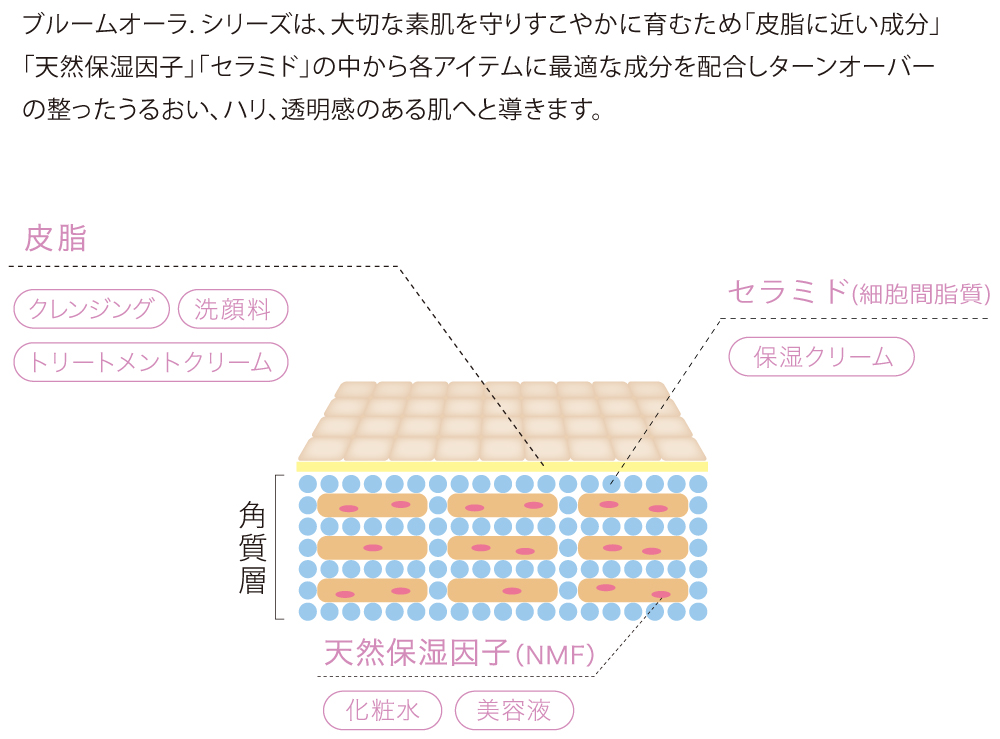 ブルームオーラ.シリーズは、大切な素肌を守りすこやかに育むため「皮脂に近い成分」
「天然保湿因子」「セラミド」の中から各アイテムに最適な成分を配合しターンオーバー
の整ったうるおい、ハリ、透明感のある肌へと導きます。
皮脂
クレンジング 洗顔料
トリートメントクリーム
セラミド(細胞間脂質)
保湿クリーム
角質層
天然保湿因子(NMF)
化粧水 美容液